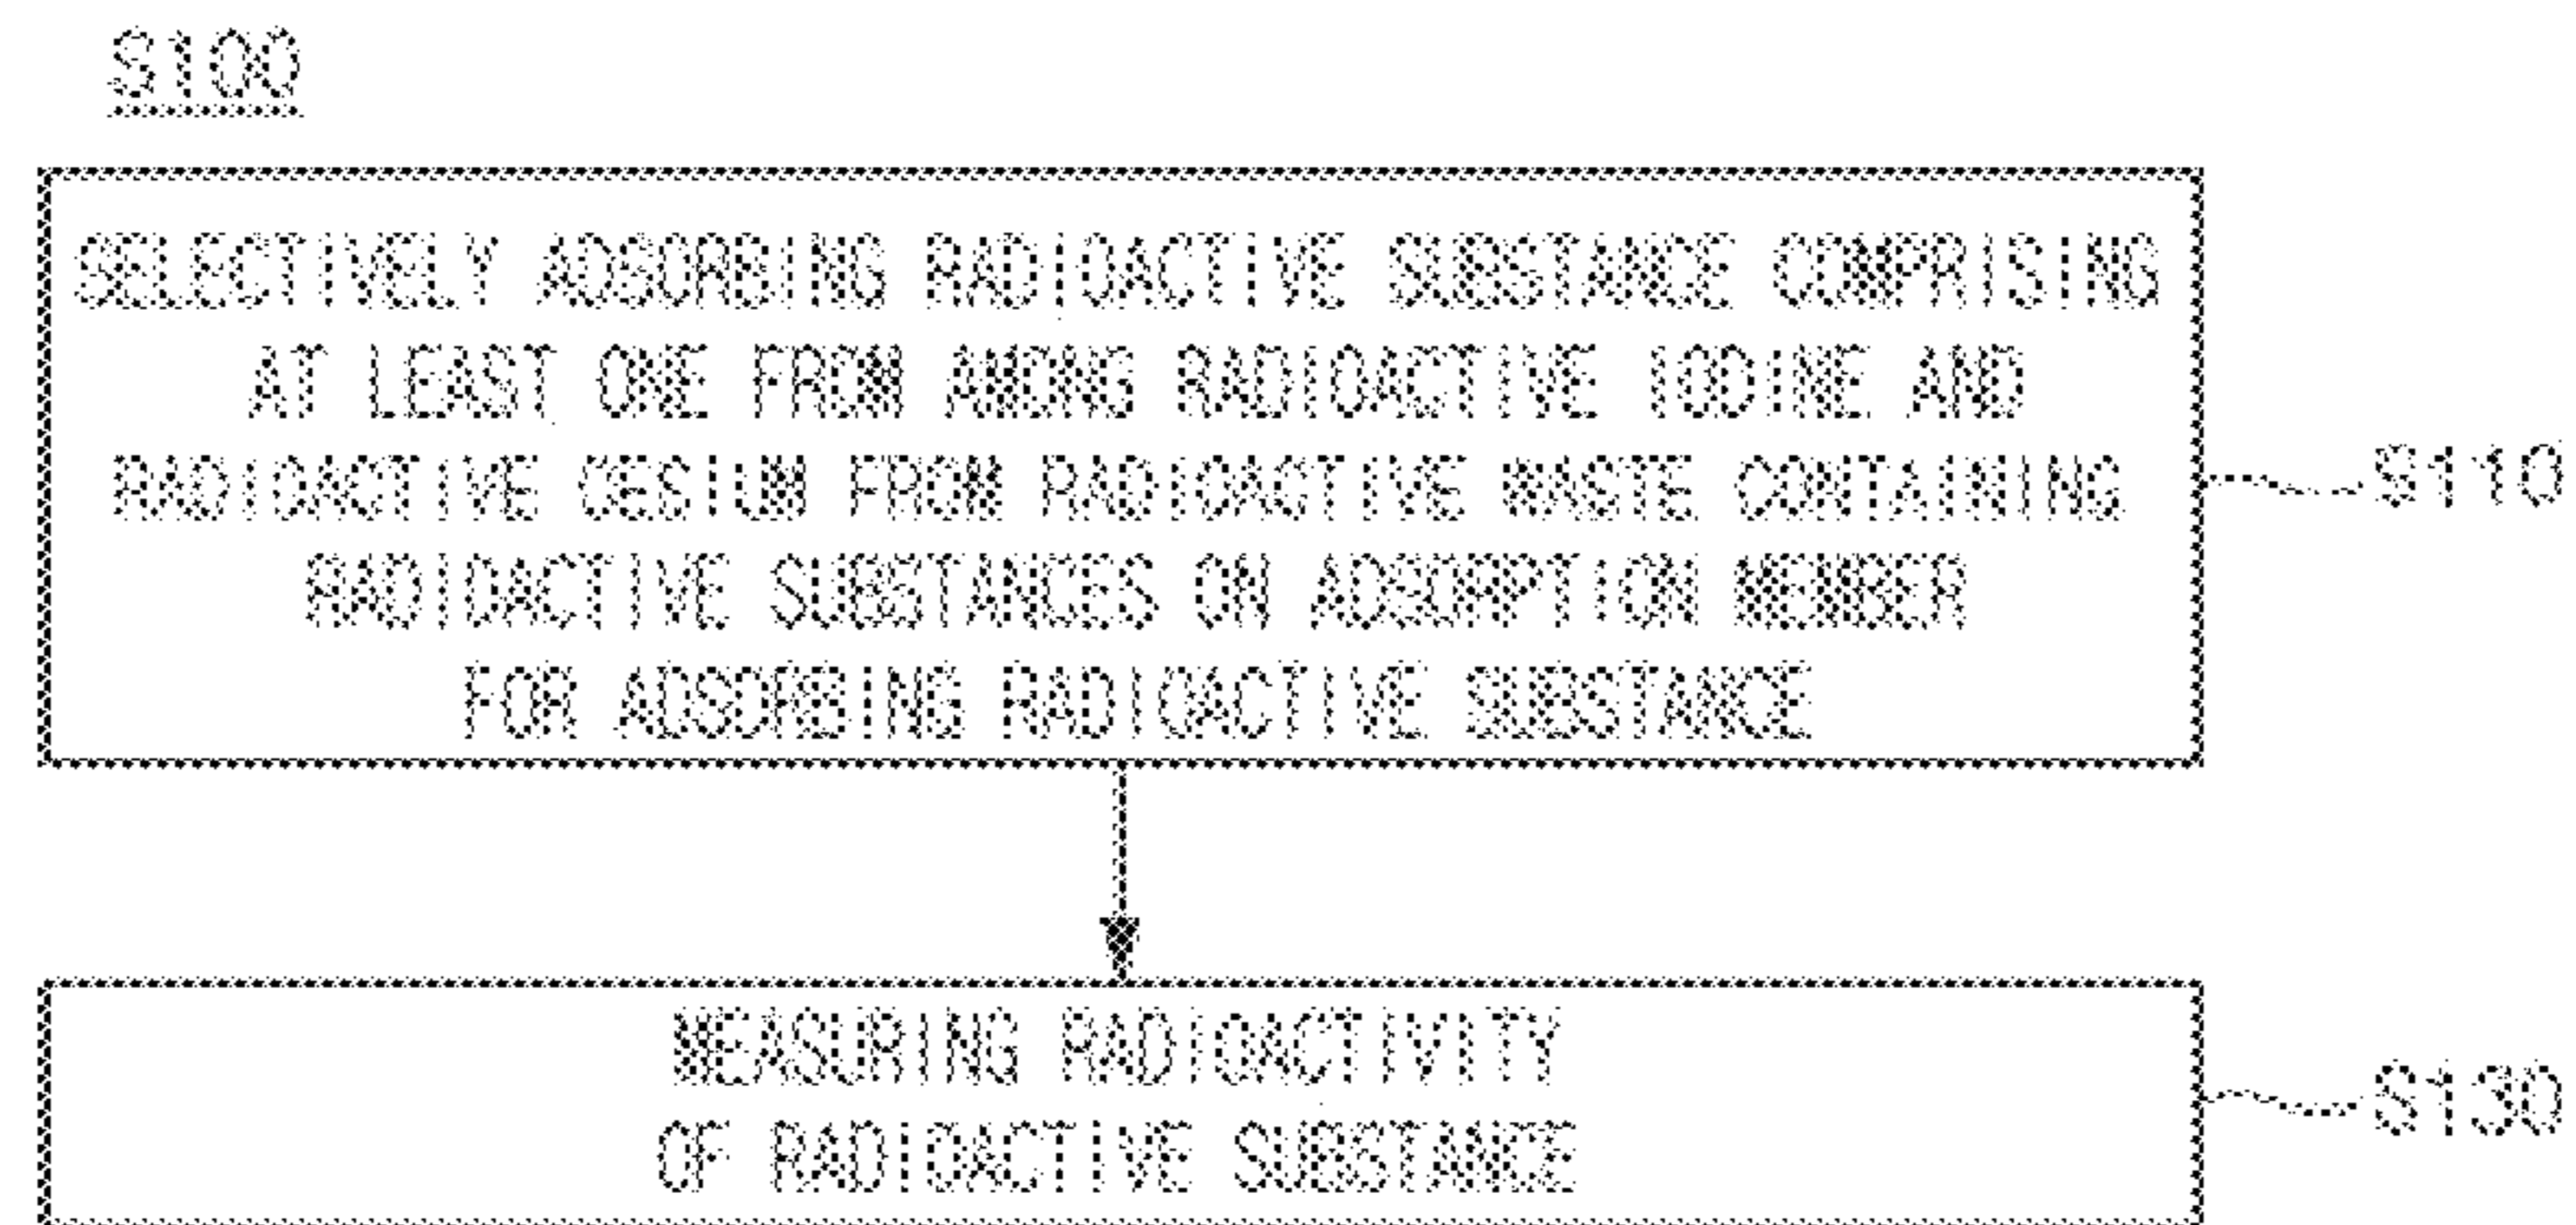 S100
SELECTIVELY ADSORBING RADIOACTIVE SUBSTANCE COMPRISING
AT LEAST ONE FROM AMONG RADIOACTIVE IODINE AND
RADIOACTIVE CESIUM FROM RADIOACTIVE WASTE CONTAINING
RADIOACTIVE SUBSTANCES ON ADSORPTION MEMBER
FOR ADSORBING RADIOACTIVE SUBSTANCE
S110
MEASURING RADIOACTIVITY
OF RADIOACTIVE SUBSTANCE
S130